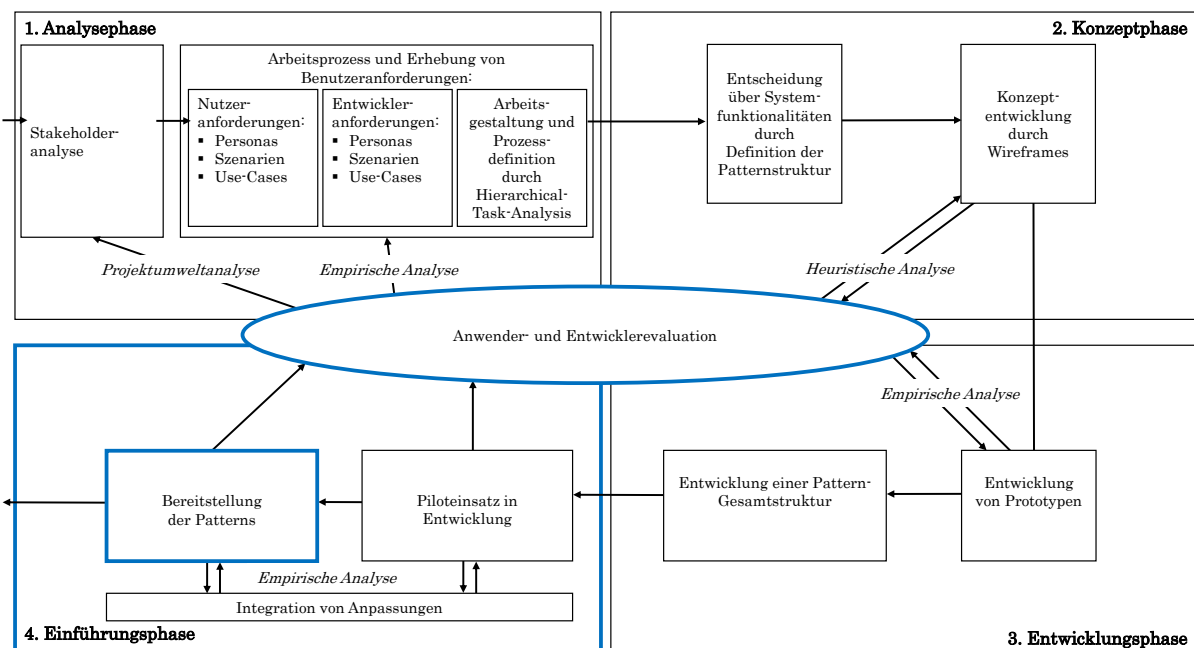 1. Analysephase
Stakeholder-
analyse
Arbeitsprozess und Erhebung von
Benutzeranforderungen:
Nutzer-
anforderungen:
▪ Personas
▪ Szenarien
▪ Use-Cases
Entwickler-
anforderungen:
▪ Personas
▪ Szenarien
▪ Use-Cases
Arbeits-
gestaltung und
Prozess-
definition
durch
Hierarchical-
Task-Analysis
Projektumweltanalyse
Empirische Analyse
2. Konzeptphase
Entscheidung
über System-
funktionalitäten
durch
Definition der
Patternstruktur
Konzept-
entwicklung
durch
Wireframes
Heuristische Analyse
Anwender- und Entwicklerevaluation
Empirische Analyse
Bereitstellung
der Patterns
Piloteinsatz in
Entwicklung
Entwicklung einer Pattern-
Gesamtstruktur
Entwicklung
von Prototypen
Empirische Analyse
Integration von Anpassungen
4. Einführungsphase
3. Entwicklungsphase